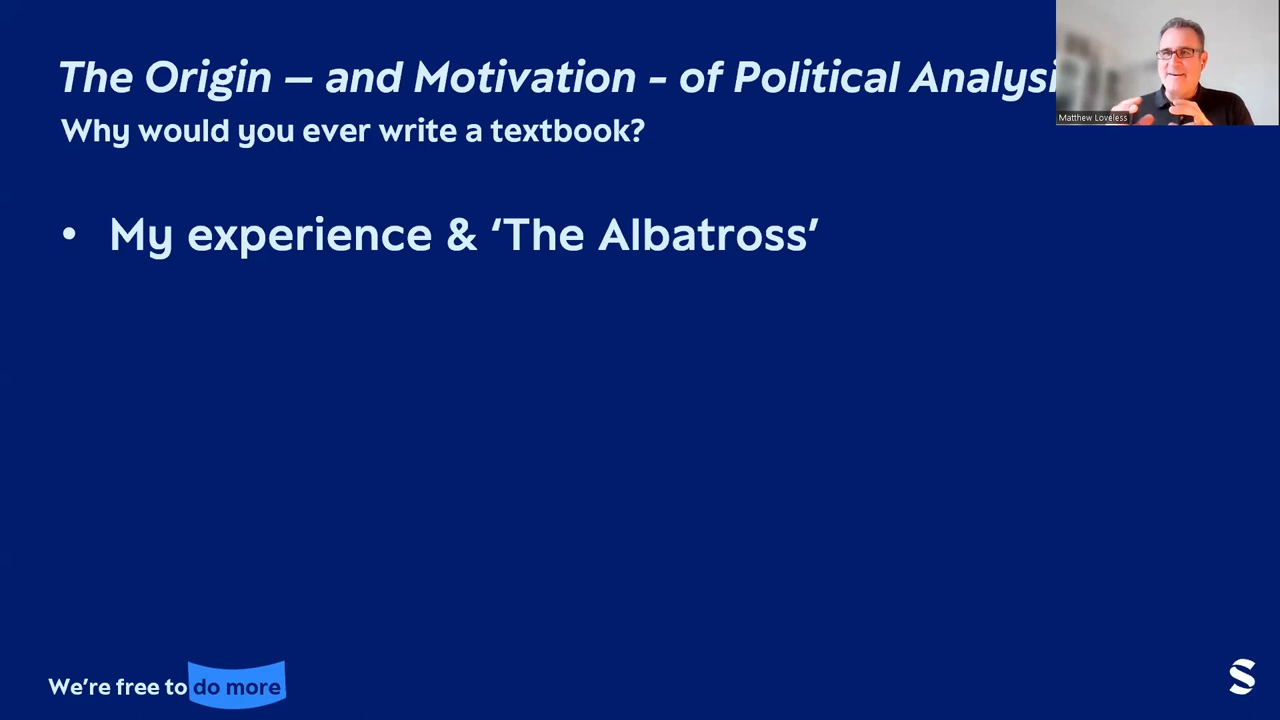 The Origin – and Motivation - of Political Analysi
Why would you ever write a textbook?
• My experience & ‘The Albatross’
Matthew Loveless
We’re free to do more
S